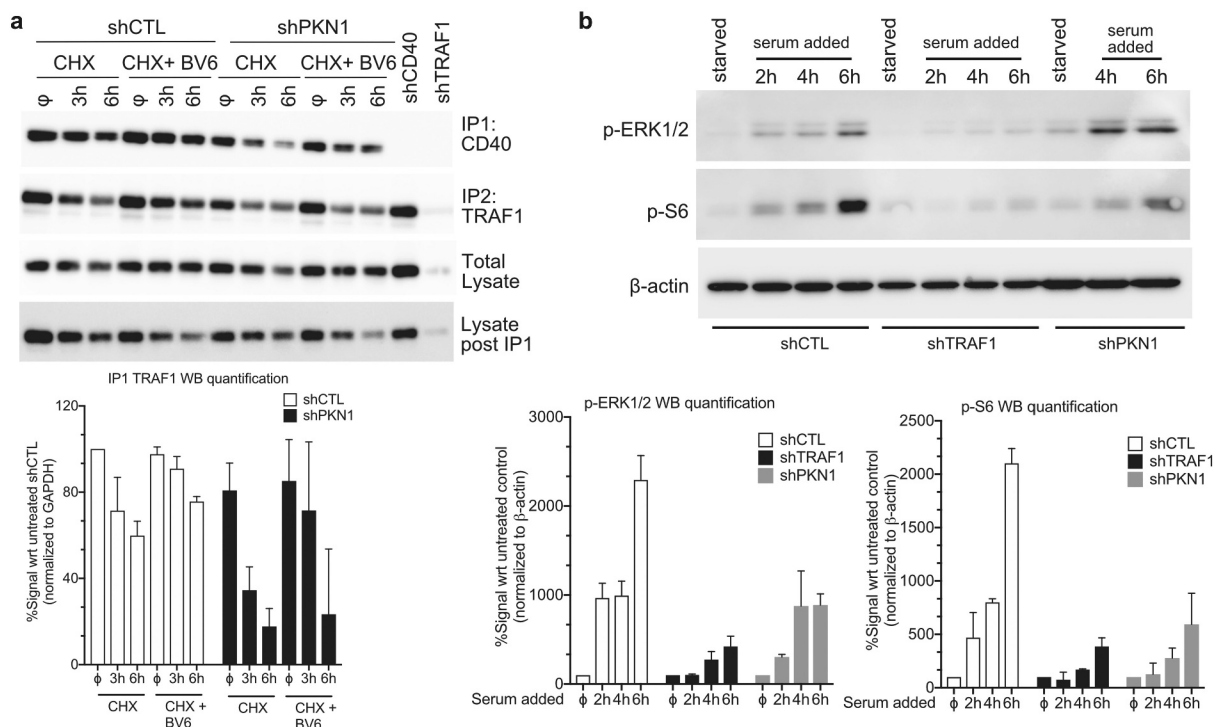 a
shCTL shPKN1
CHX CHX+ BV6 CHX CHX+ BV6 shCD40 shTRAF1
φ 3h 6h φ 3h 6h φ 3h 6h φ 3h 6h
IP1:
CD40
IP2:
TRAF1
Total
Lysate
Lysate
post IP1
IP1 TRAF1 WB quantification
shCTL
shPKN1
%Signal wrt untreated shCTL
(normalized to GAPDH)
120
80
40
0
ϕ 3h 6h ϕ 3h 6h ϕ 3h 6h ϕ 3h 6h
CHX CHX + CHX CHX +
BV6 BV6
b
starved serum added starved serum added starved serum
added
2h 4h 6h 2h 4h 6h 4h 6h
p-ERK1/2
p-S6
β-actin
shCTL shTRAF1 shPKN1
p-ERK1/2 WB quantification
shCTL
shTRAF1
shPKN1
%Signal wrt untreated control
(normalized to β-actin)
3000
2000
1000
0
Serum added ϕ 2h 4h 6h ϕ 2h 4h 6h ϕ 2h 4h 6h
p-S6 WB quantification
shCTL
shTRAF1
shPKN1
%Signal wrt untreated control
(normalized to β-actin)
2500
2000
1500
1000
500
0
Serum added ϕ 2h 4h 6h ϕ 2h 4h 6h ϕ 2h 4h 6h